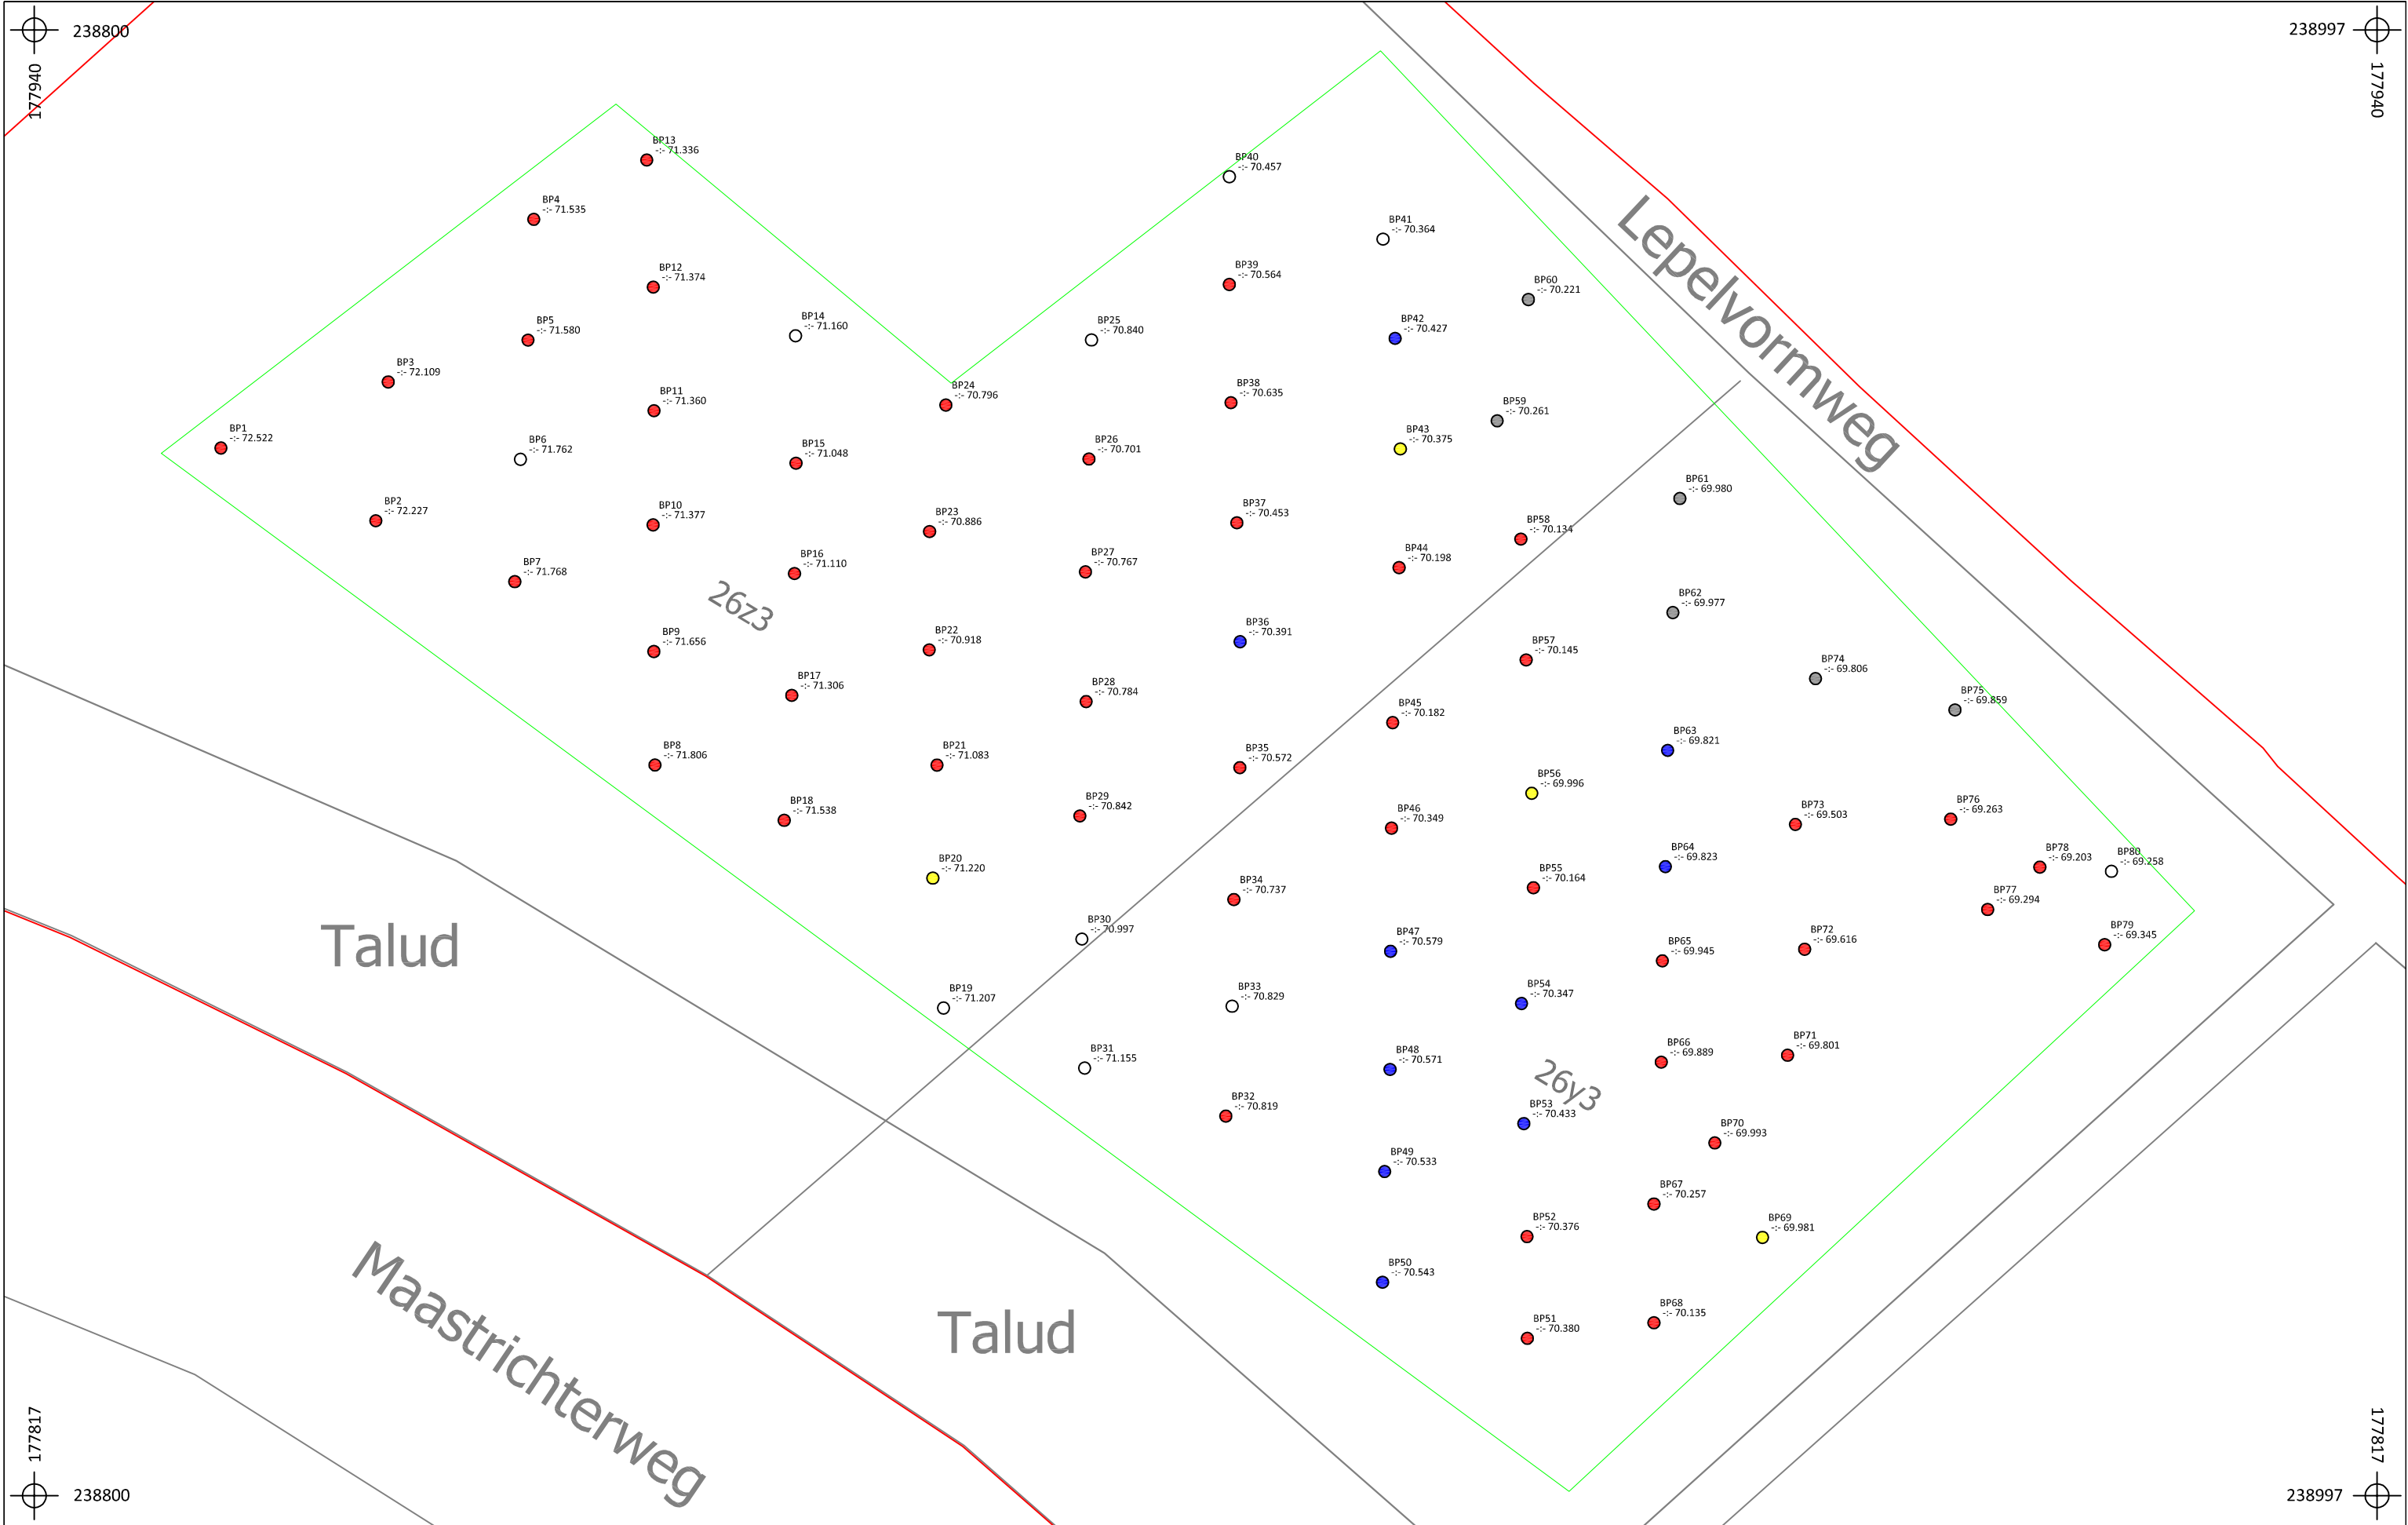 238800
238997
177940
177940
BP13
-:- 71.336
BP40
-:- 70.457
BP4
-:- 71.535
BP41
-:- 70.364
Lepelvormweg
BP12
-:- 71.374
BP39
-:- 70.564
BP60
-:- 70.221
BP14
-:- 71.160
BP25
-:- 70.840
BP5
-:- 71.580
BP42
-:- 70.427
BP3
-:- 72.109
BP11
-:- 71.360
BP24
-:- 70.796
BP38
-:- 70.635
BP59
-:- 70.261
BP1
-:- 72.522
BP6
-:- 71.762
BP15
-:- 71.048
BP26
-:- 70.701
BP43
-:- 70.375
BP61
-:- 69.980
BP2
-:- 72.227
BP10
-:- 71.377
BP23
-:- 70.886
BP37
-:- 70.453
BP58
-:- 70.134
BP7
-:- 71.768
BP16
-:- 71.110
BP27
-:- 70.767
BP44
-:- 70.198
26z3
BP62
-:- 69.977
BP9
-:- 71.656
BP22
-:- 70.918
BP36
-:- 70.391
BP57
-:- 70.145
BP74
-:- 69.806
BP17
-:- 71.306
BP28
-:- 70.784
BP45
-:- 70.182
BP75
-:- 69.859
BP8
-:- 71.806
BP21
-:- 71.083
BP35
-:- 70.572
BP63
-:- 69.821
BP18
-:- 71.538
BP29
-:- 70.842
BP46
-:- 70.349
BP56
-:- 69.996
BP73
-:- 69.503
BP76
-:- 69.263
BP20
-:- 71.220
BP34
-:- 70.737
BP55
-:- 70.164
BP64
-:- 69.823
BP78
-:- 69.203
BP80
-:- 69.258
BP77
-:- 69.294
Talud
BP30
-:- 70.997
BP47
-:- 70.579
BP65
-:- 69.945
BP72
-:- 69.616
BP79
-:- 69.345
BP19
-:- 71.207
BP33
-:- 70.829
BP54
-:- 70.347
BP31
-:- 71.155
BP48
-:- 70.571
BP66
-:- 69.889
BP71
-:- 69.801
26y3
BP32
-:- 70.819
BP53
-:- 70.433
BP70
-:- 69.993
BP49
-:- 70.533
BP67
-:- 70.257
BP52
-:- 70.376
BP69
-:- 69.981
BP50
-:- 70.543
Maastrichterweg
Talud
BP51
-:- 70.380
BP68
-:- 70.135
177817
177817
238800
238997